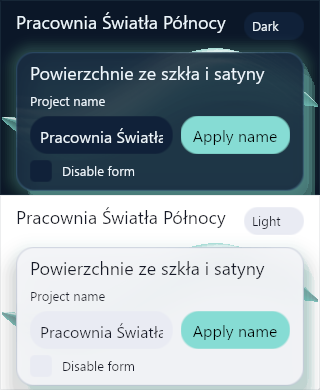 Pracownia Światła Północy
Dark
Powierzchnie ze szkła i satyny
Project name
Pracownia Światła
Apply name
Disable form
Pracownia Światła Północy
Light
Powierzchnie ze szkła i satyny
Project name
Pracownia Światła
Apply name
Disable form